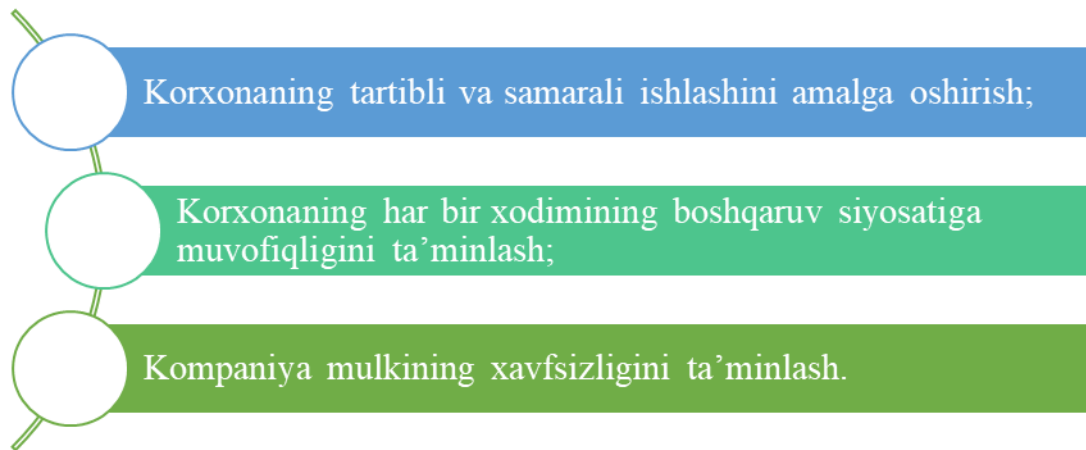 Korxonaning tartibli va samarali ishlashini amalga oshirish;
Korxonaning har bir xodimining boshqaruv siyosatiga
muvofiqligini ta’minlash;
Kompaniya mulkining xavfsizligini ta’minlash.